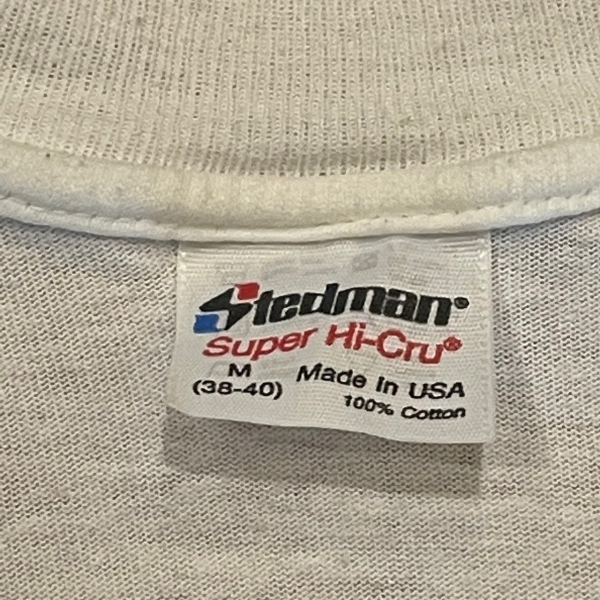 Stedman®
Super Hi-Cru®
M
(38-40)
Made In USA
100% Cotton